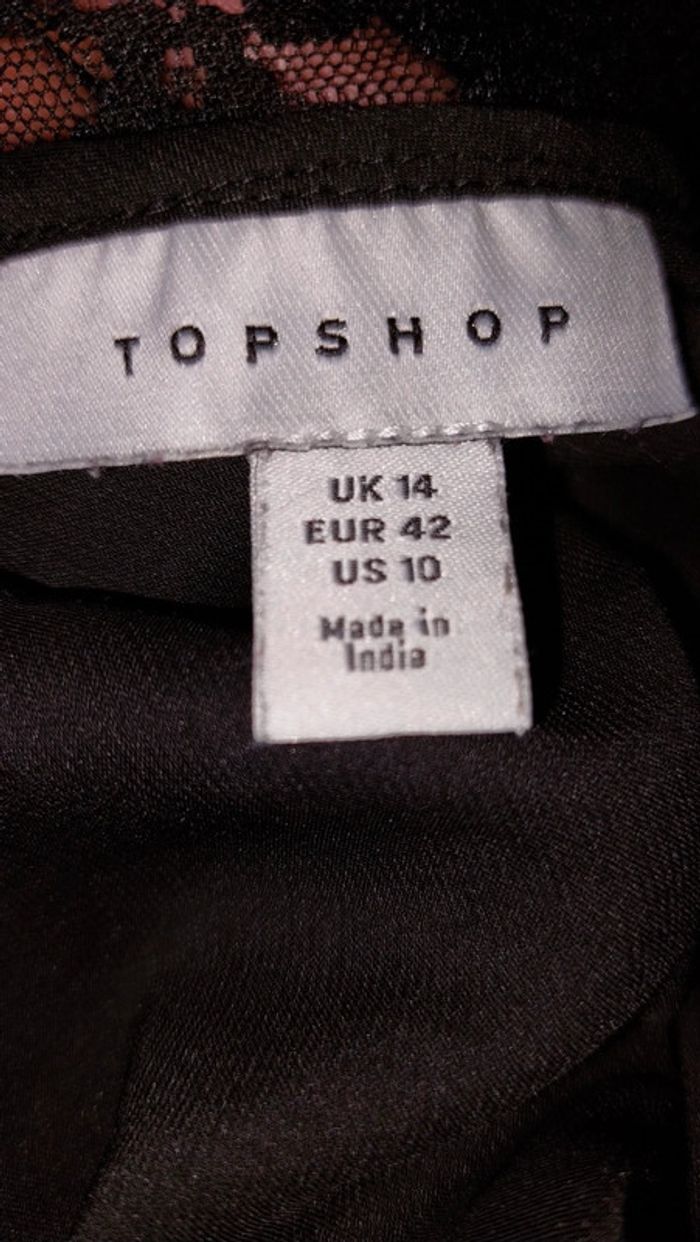 TOPSHOP
UK 14
EUR 42
US 10
Made in
India